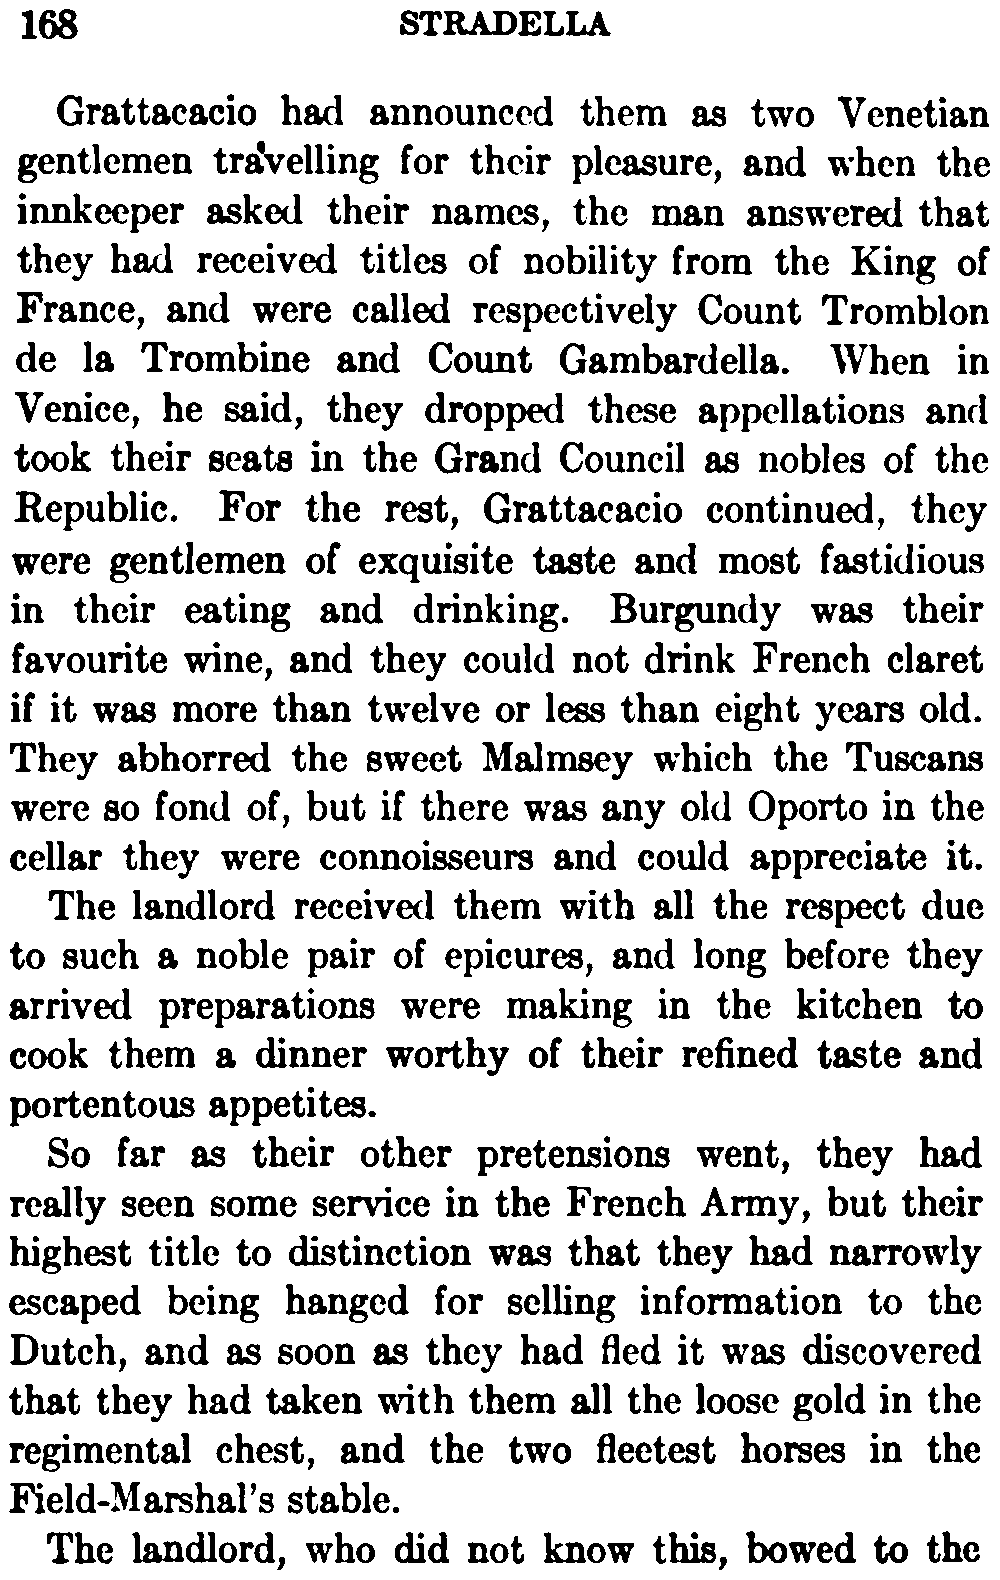 168 STRADELLA
Grattacacio had announced them as two Venetian
gentlemen travelling for their pleasure, and when the
innkeeper asked their names, the man answered that
they had received titles of nobility from the King of
France, and were called respectively Count Tromblon
de la Trombine and Count Gambardella. When in
Venice, he said, they dropped these appellations and
took their seats in the Grand Council as nobles of the
Republic. For the rest, Grattacacio continued, they
were gentlemen of exquisite taste and most fastidious
in their eating and drinking. Burgundy was their
favourite wine, and they could not drink French claret
if it was more than twelve or less than eight years old.
They abhorred the sweet Malmsey which the Tuscans
were so fond of, but if there was any old Oporto in the
cellar they were connoisseurs and could appreciate it.
The landlord received them with all the respect due
to such a noble pair of epicures, and long before they
arrived preparations were making in the kitchen to
cook them a dinner worthy of their refined taste and
portentous appetites.
So far as their other pretensions went, they had
really seen some service in the French Army, but their
highest title to distinction was that they had narrowly
escaped being hanged for selling information to the
Dutch, and as soon as they had fled it was discovered
that they had taken with them all the loose gold in the
regimental chest, and the two fleetest horses in the
Field-Marshal's stable.
The landlord, who did not know this, bowed to the